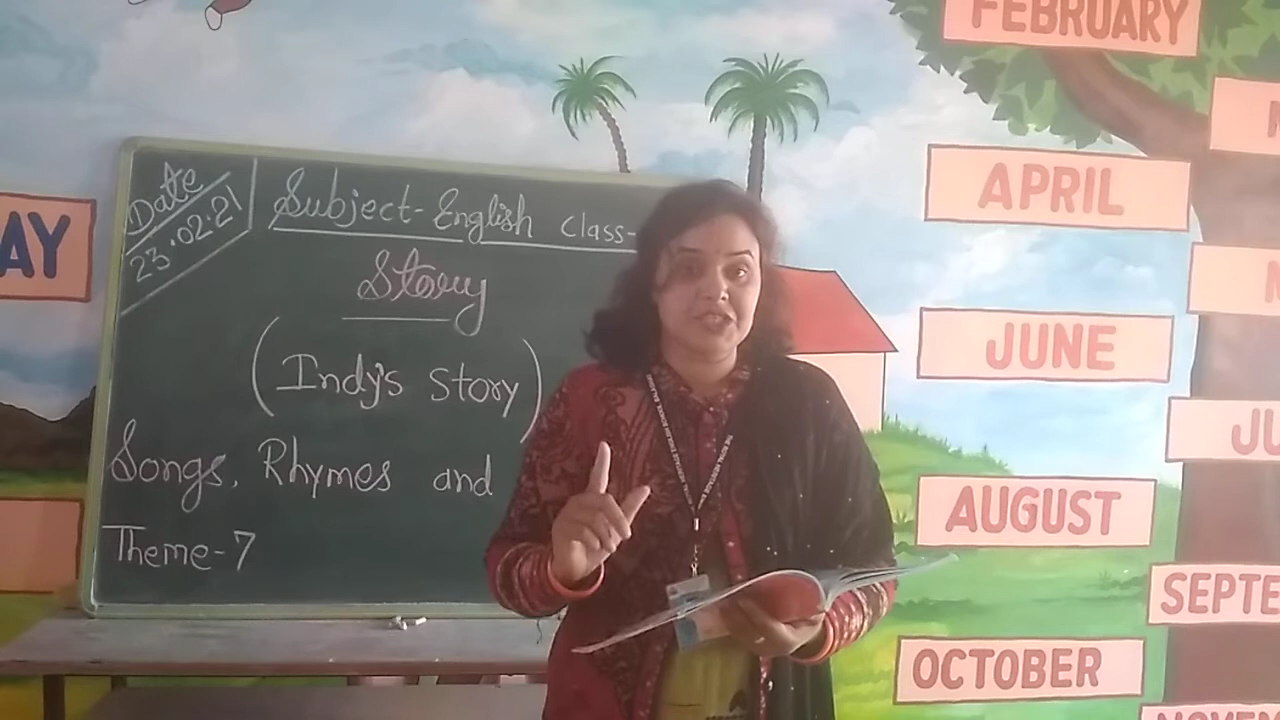 Date
23.02.21
Subject-English Class-
Story
(Indy's Story)
Songs, Rhymes and
Theme-7
AY
FEBRUARY
APRIL
JUNE
JU
AUGUST
SEPTE
OCTOBER
NOVEM